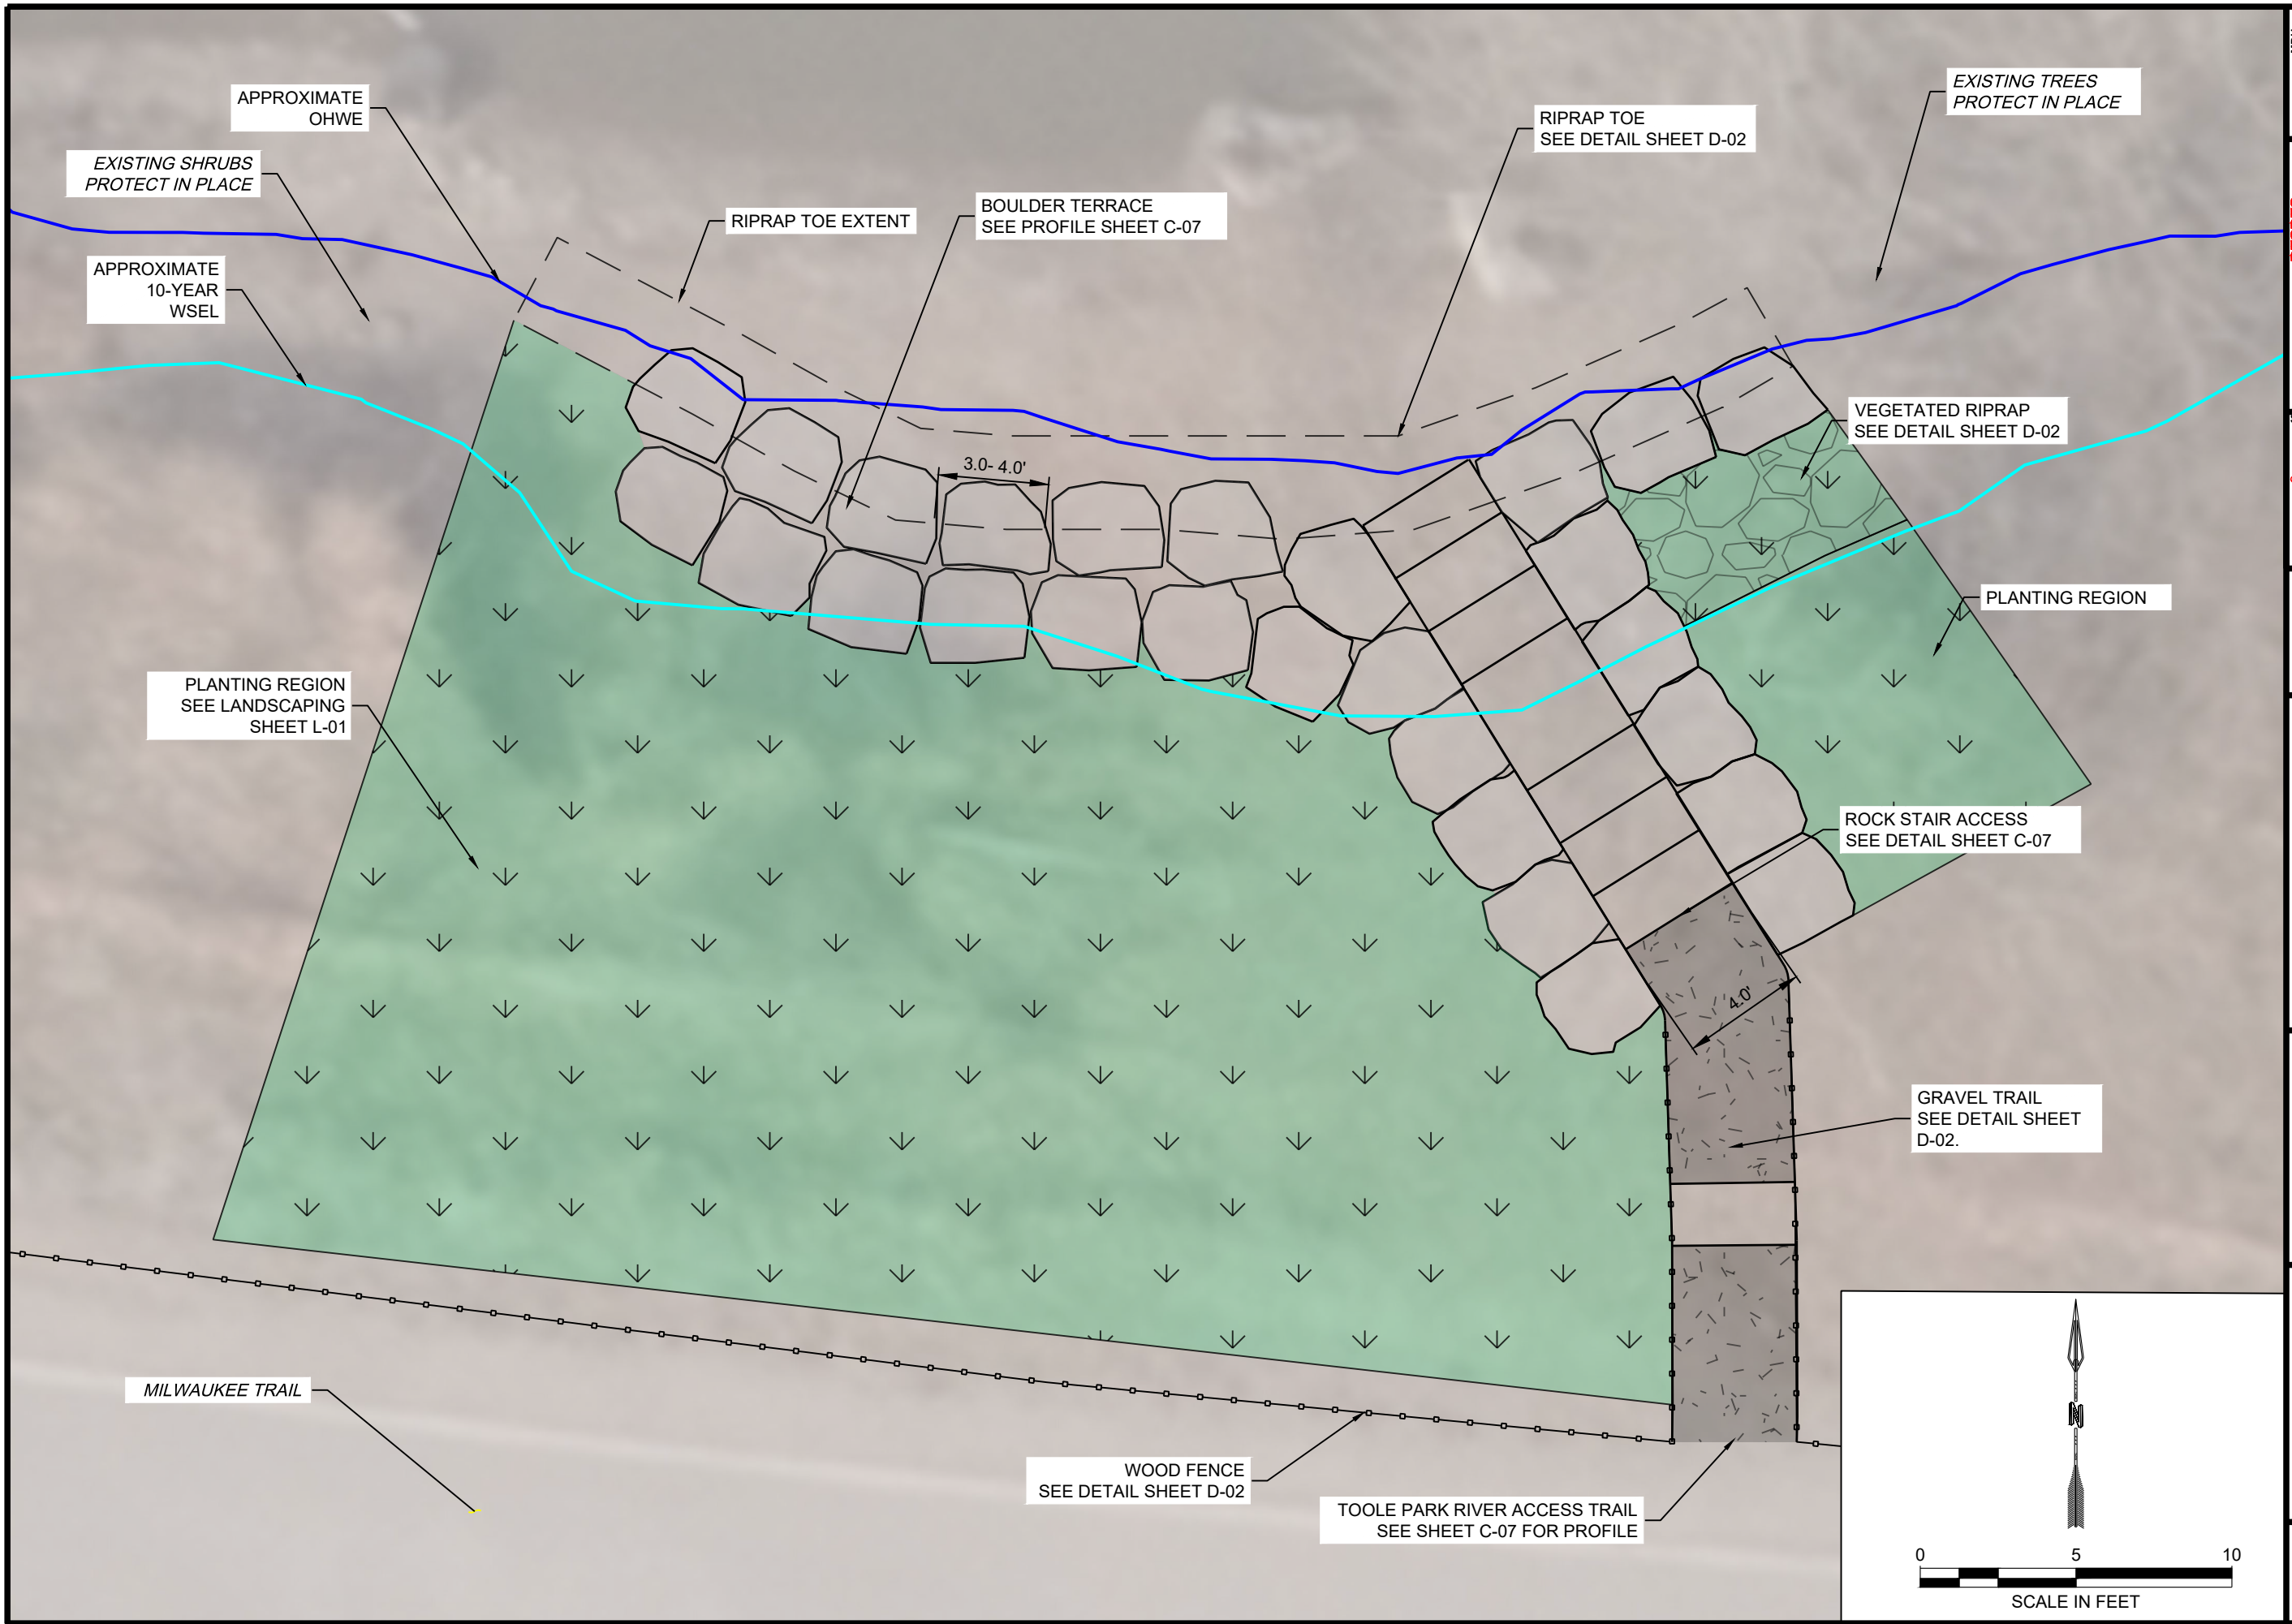 EXISTING TREES
PROTECT IN PLACE
APPROXIMATE
OHWE
RIPRAP TOE
SEE DETAIL SHEET D-02
EXISTING SHRUBS
PROTECT IN PLACE
BOULDER TERRACE
SEE PROFILE SHEET C-07
RIPRAP TOE EXTENT
APPROXIMATE
10-YEAR
WSEL
VEGETATED RIPRAP
SEE DETAIL SHEET D-02
3.0- 4.0'
PLANTING REGION
PLANTING REGION
SEE LANDSCAPING
SHEET L-01
ROCK STAIR ACCESS
SEE DETAIL SHEET C-07
4.0'
GRAVEL TRAIL
SEE DETAIL SHEET
D-02.
MILWAUKEE TRAIL
WOOD FENCE
SEE DETAIL SHEET D-02
TOOLE PARK RIVER ACCESS TRAIL
SEE SHEET C-07 FOR PROFILE
N
0 5 10
SCALE IN FEET